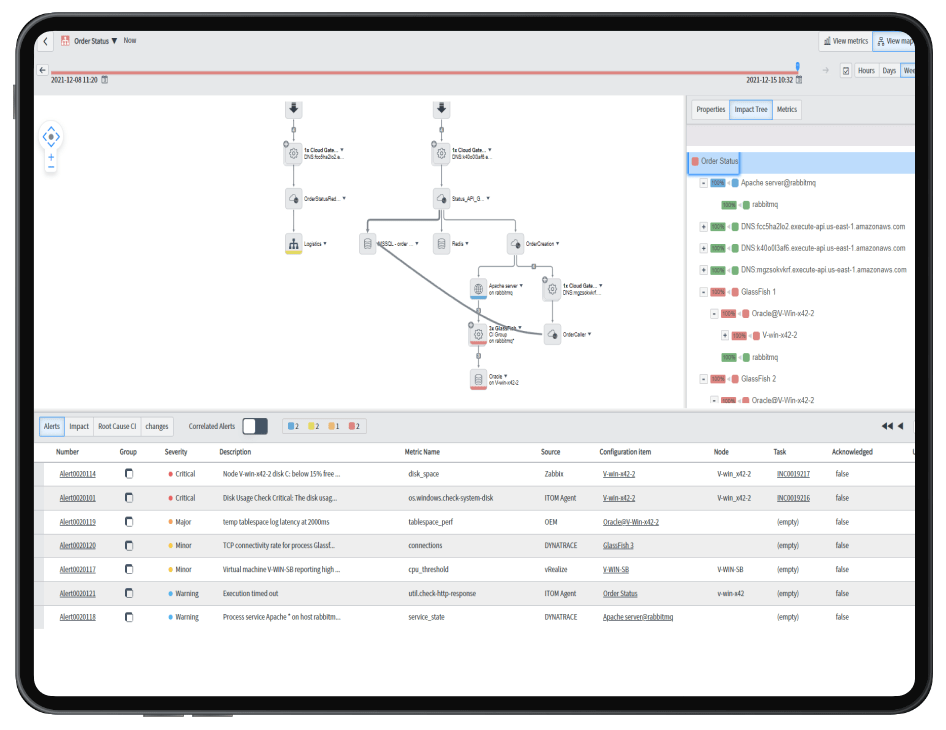 Order Status ▼ Now
View metrics View map
2021-12-08 11:20 2021-12-15 10:32
Hours Days Wee
Properties Impact Tree Metrics
1x Cloud Gate... ▼
DNS:fcc5ha2lo2.e...
1x Cloud Gate... ▼
DNS:k40o0l3af6.e...
OrderStatusRed... ▼
Status_API_G... ▼
Logistics ▼
MSSQL - order ... ▼
Redis ▼
OrderCreation ▼
Apache server ▼
on rabbitmq
1x Cloud Gate... ▼
DNS:mgzsokvkrf....
2x GlassFish ▼
CI Group
on rabbitmq*
OrderCaller ▼
Oracle ▼
on V-win-x42-2
Order Status
- 100% Apache server@rabbitmq
100% rabbitmq
+ 100% DNS:fcc5ha2lo2.execute-api.us-east-1.amazonaws.com
+ 100% DNS:k40o0l3af6.execute-api.us-east-1.amazonaws.com
+ 100% DNS:mgzsokvkrf.execute-api.us-east-1.amazonaws.com
- 100% GlassFish 1
- 100% Oracle@V-Win-x42-2
+ 100% V-win-x42-2
100% rabbitmq
- 100% GlassFish 2
- 100% Oracle@V-Win-x42-2
Alerts Impact Root Cause CI changes Correlated Alerts 2 2 1 2
Number Group Severity Description Metric Name Source Configuration item Node Task Acknowledged
Alert0020114 Critical Node V-win-x42-2 disk C: below 15% free ... disk_space Zabbix V-win-x42-2 V-win_x42-2 INC0019217 false
Alert0020101 Critical Disk Usage Check Critical: The disk usag... os.windows.check-system-disk ITOM Agent V-win-x42-2 V-win_x42-2 INC0019216 false
Alert0020119 Major temp tablespace log latency at 2000ms tablespace_perf OEM Oracle@V-Win-x42-2 (empty) false
Alert0020120 Minor TCP connectivity rate for process Glassf... connections DYNATRACE GlassFish 3 (empty) false
Alert0020117 Minor Virtual machine V-WIN-SB reporting high ... cpu_threshold vRealize V-WIN-SB V-WIN-SB (empty) false
Alert0020121 Warning Execution timed out util.check-http-response ITOM Agent Order Status v-win-x42 (empty) false
Alert0020118 Warning Process service Apache * on host rabbitm... service_state DYNATRACE Apache server@rabbitmq (empty) false